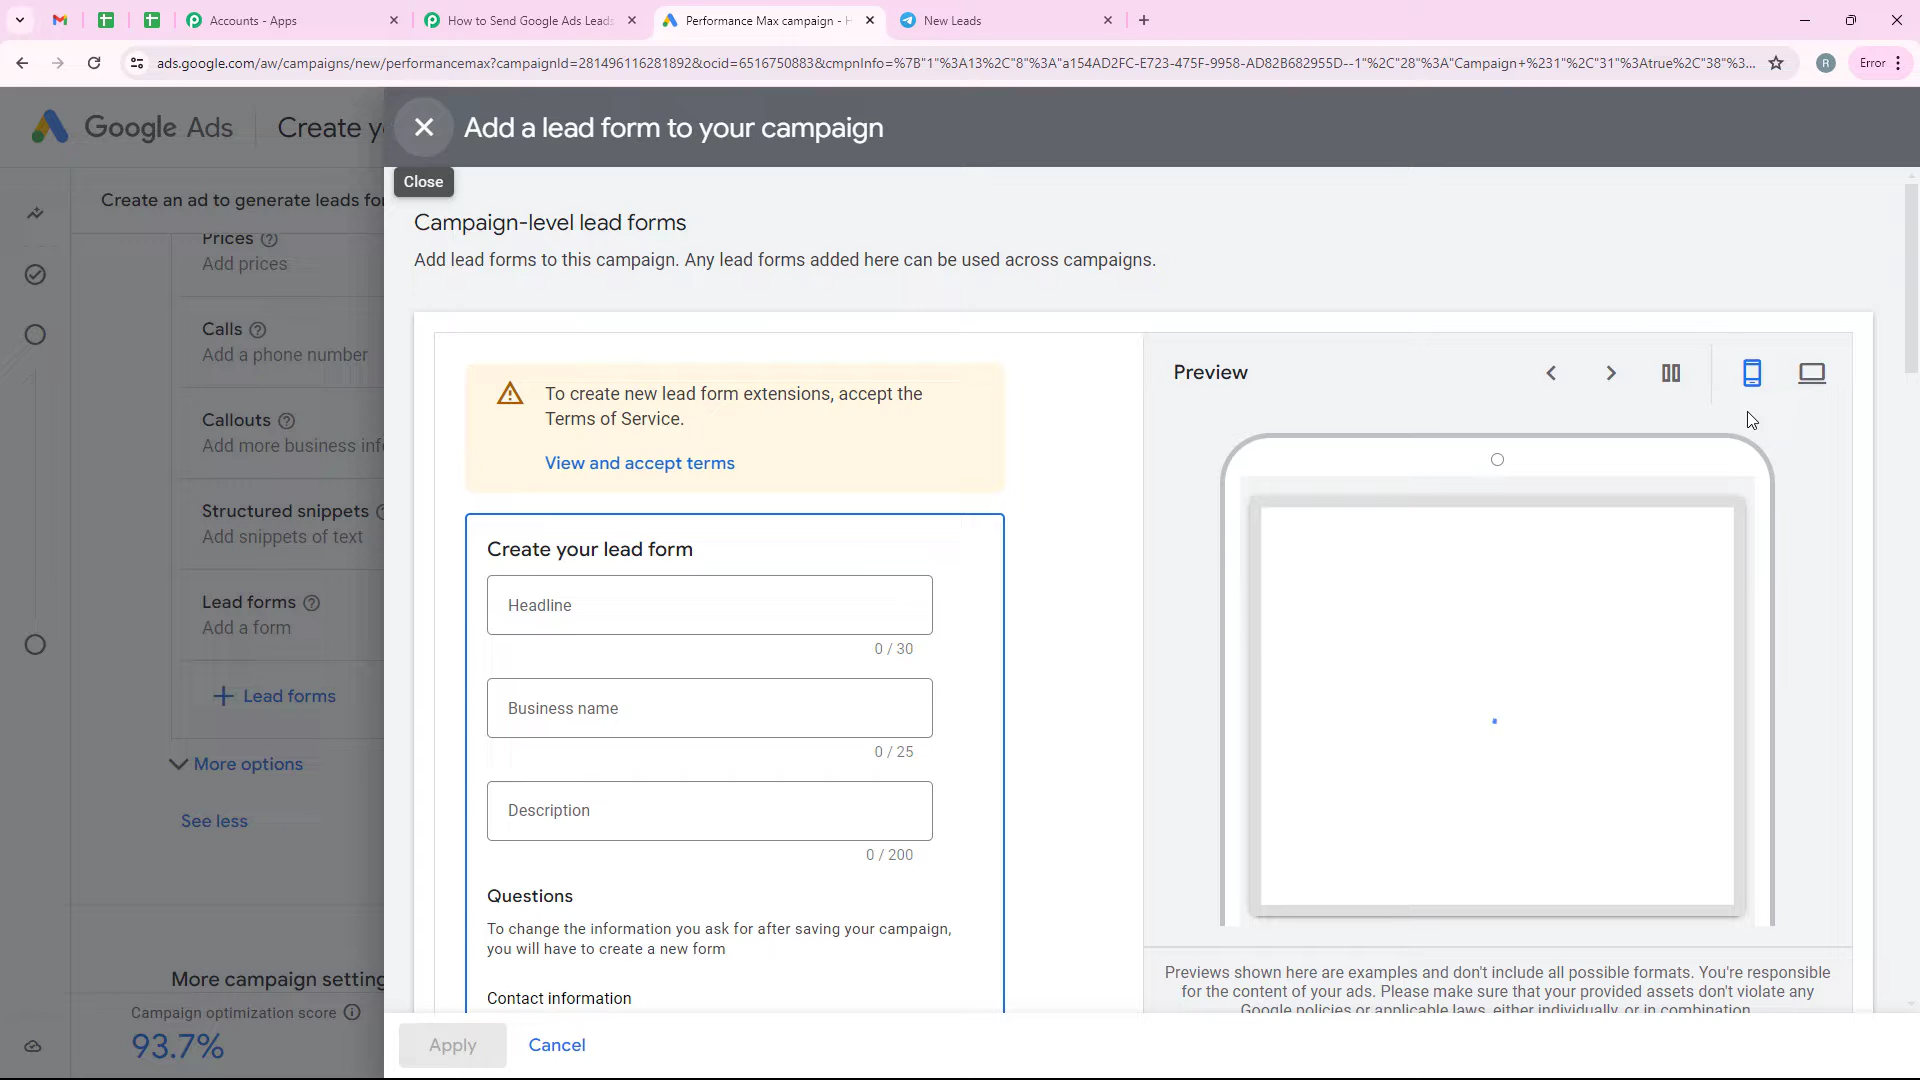 Accounts - Apps
How to Send Google Ads Leads
Performance Max campaign - H
New Leads
ads.google.com/aw/campaigns/new/performancemax?campaignId=281496116281892&ocid=6516750883&cmpnInfo=%7B"1"%3A13%2C"8"%3A"a154AD2FC-E723-475F-9958-AD82B682955D--1"%2C"28"%3A"Campaign+%231"%2C"31"%3Atrue%2C"38"%3...
R
Error
Google Ads
Create yo
Add a lead form to your campaign
Close
Create an ad to generate leads for
Prices
Add prices
Calls
Add a phone number
Callouts
Add more business inf
Structured snippets
Add snippets of text
Lead forms
Add a form
+ Lead forms
More options
See less
More campaign setting
Campaign optimization score
93.7%
Campaign-level lead forms
Add lead forms to this campaign. Any lead forms added here can be used across campaigns.
To create new lead form extensions, accept the
Terms of Service.
View and accept terms
Create your lead form
Headline
0 / 30
Business name
0 / 25
Description
0 / 200
Questions
To change the information you ask for after saving your campaign,
you will have to create a new form
Contact information
Preview
Previews shown here are examples and don't include all possible formats. You're responsible
for the content of your ads. Please make sure that your provided assets don't violate any
Google policies or applicable laws, either individually, or in combination.
Apply
Cancel